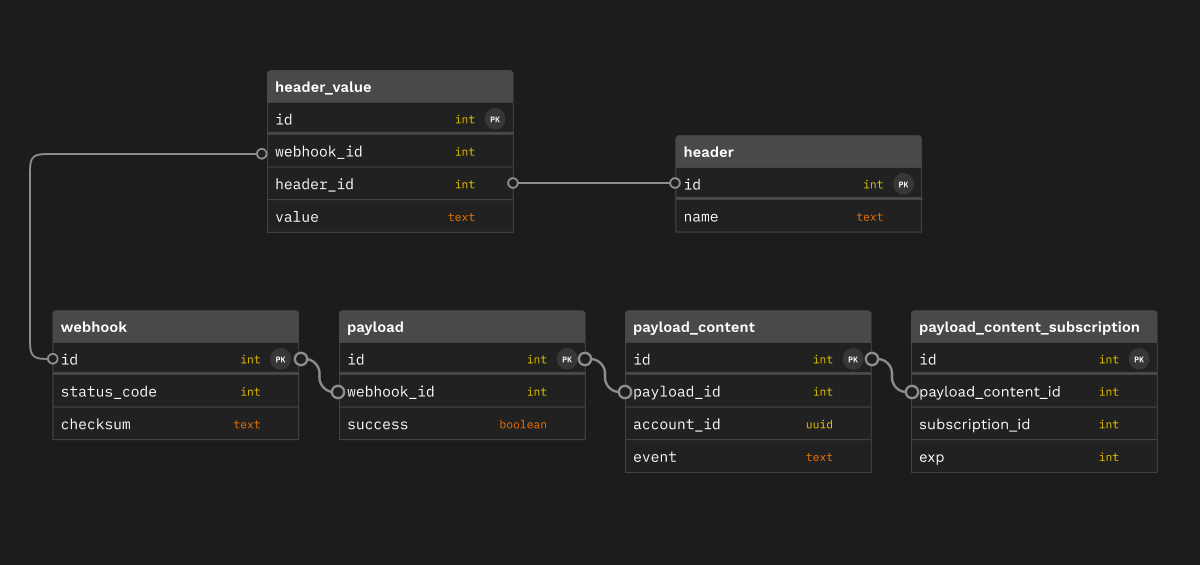 header_value
id int PK
webhook_id int
header_id int
value text
header
id int PK
name text
webhook
id int PK
status_code int
checksum text
payload
id int PK
webhook_id int
success boolean
payload_content
id int PK
payload_id int
account_id uuid
event text
payload_content_subscription
id int PK
payload_content_id int
subscription_id int
exp int